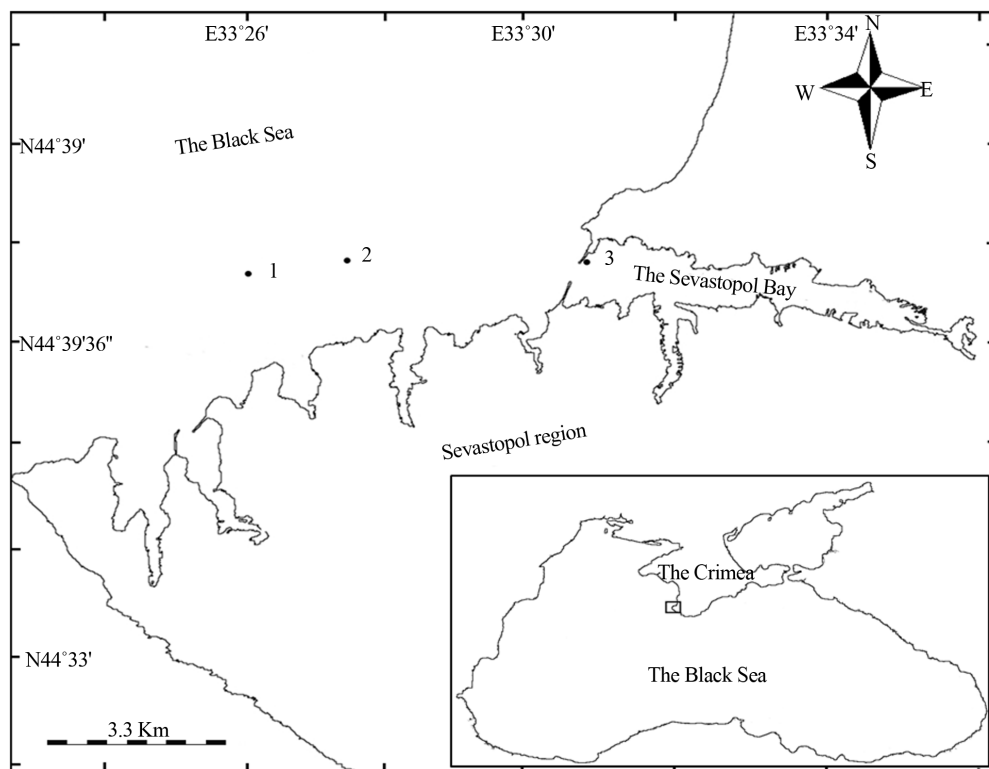 E33°26'
E33°30'
E33°34'
N
W
E
S
The Black Sea
N44°39'
1
2
3
The Sevastopol Bay
N44°39'36"
Sevastopol region
The Crimea
The Black Sea
N44°33'
3.3 Km